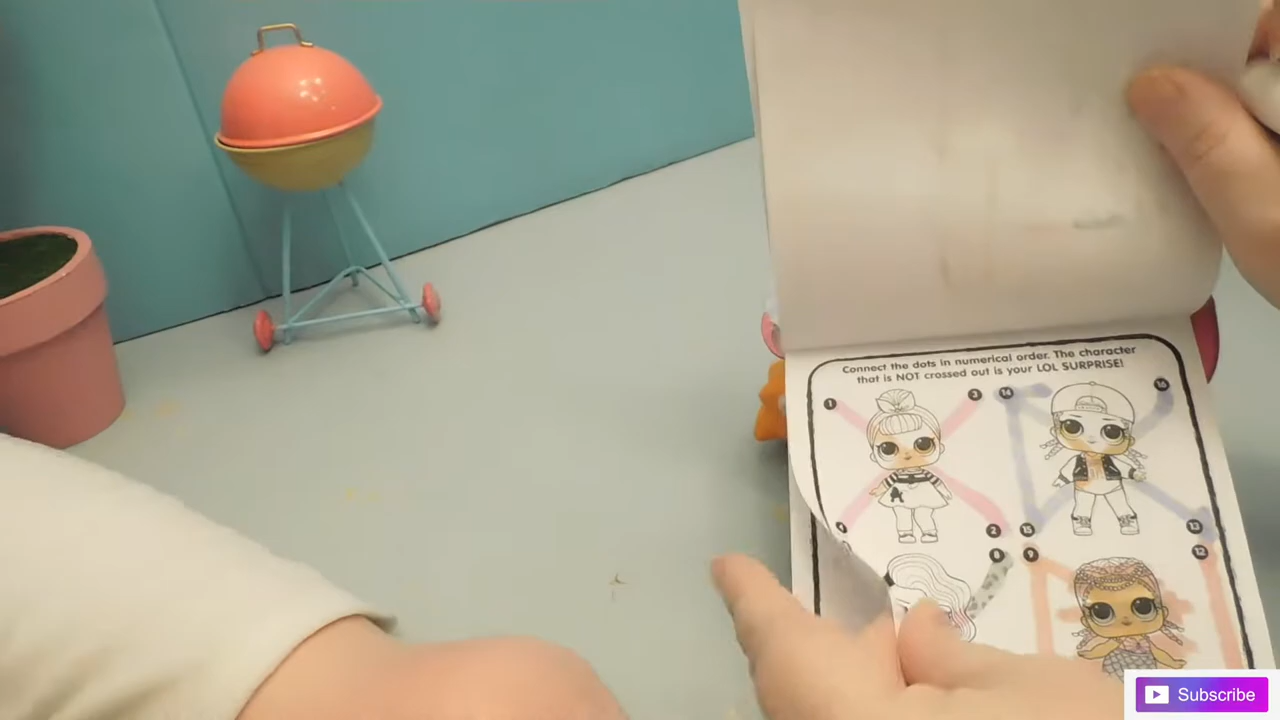 Connect the dots in numerical order. The character
that is NOT crossed out is your LOL SURPRISE!
1 3 14 16
4 2 15 13
8 9 12
Subscribe